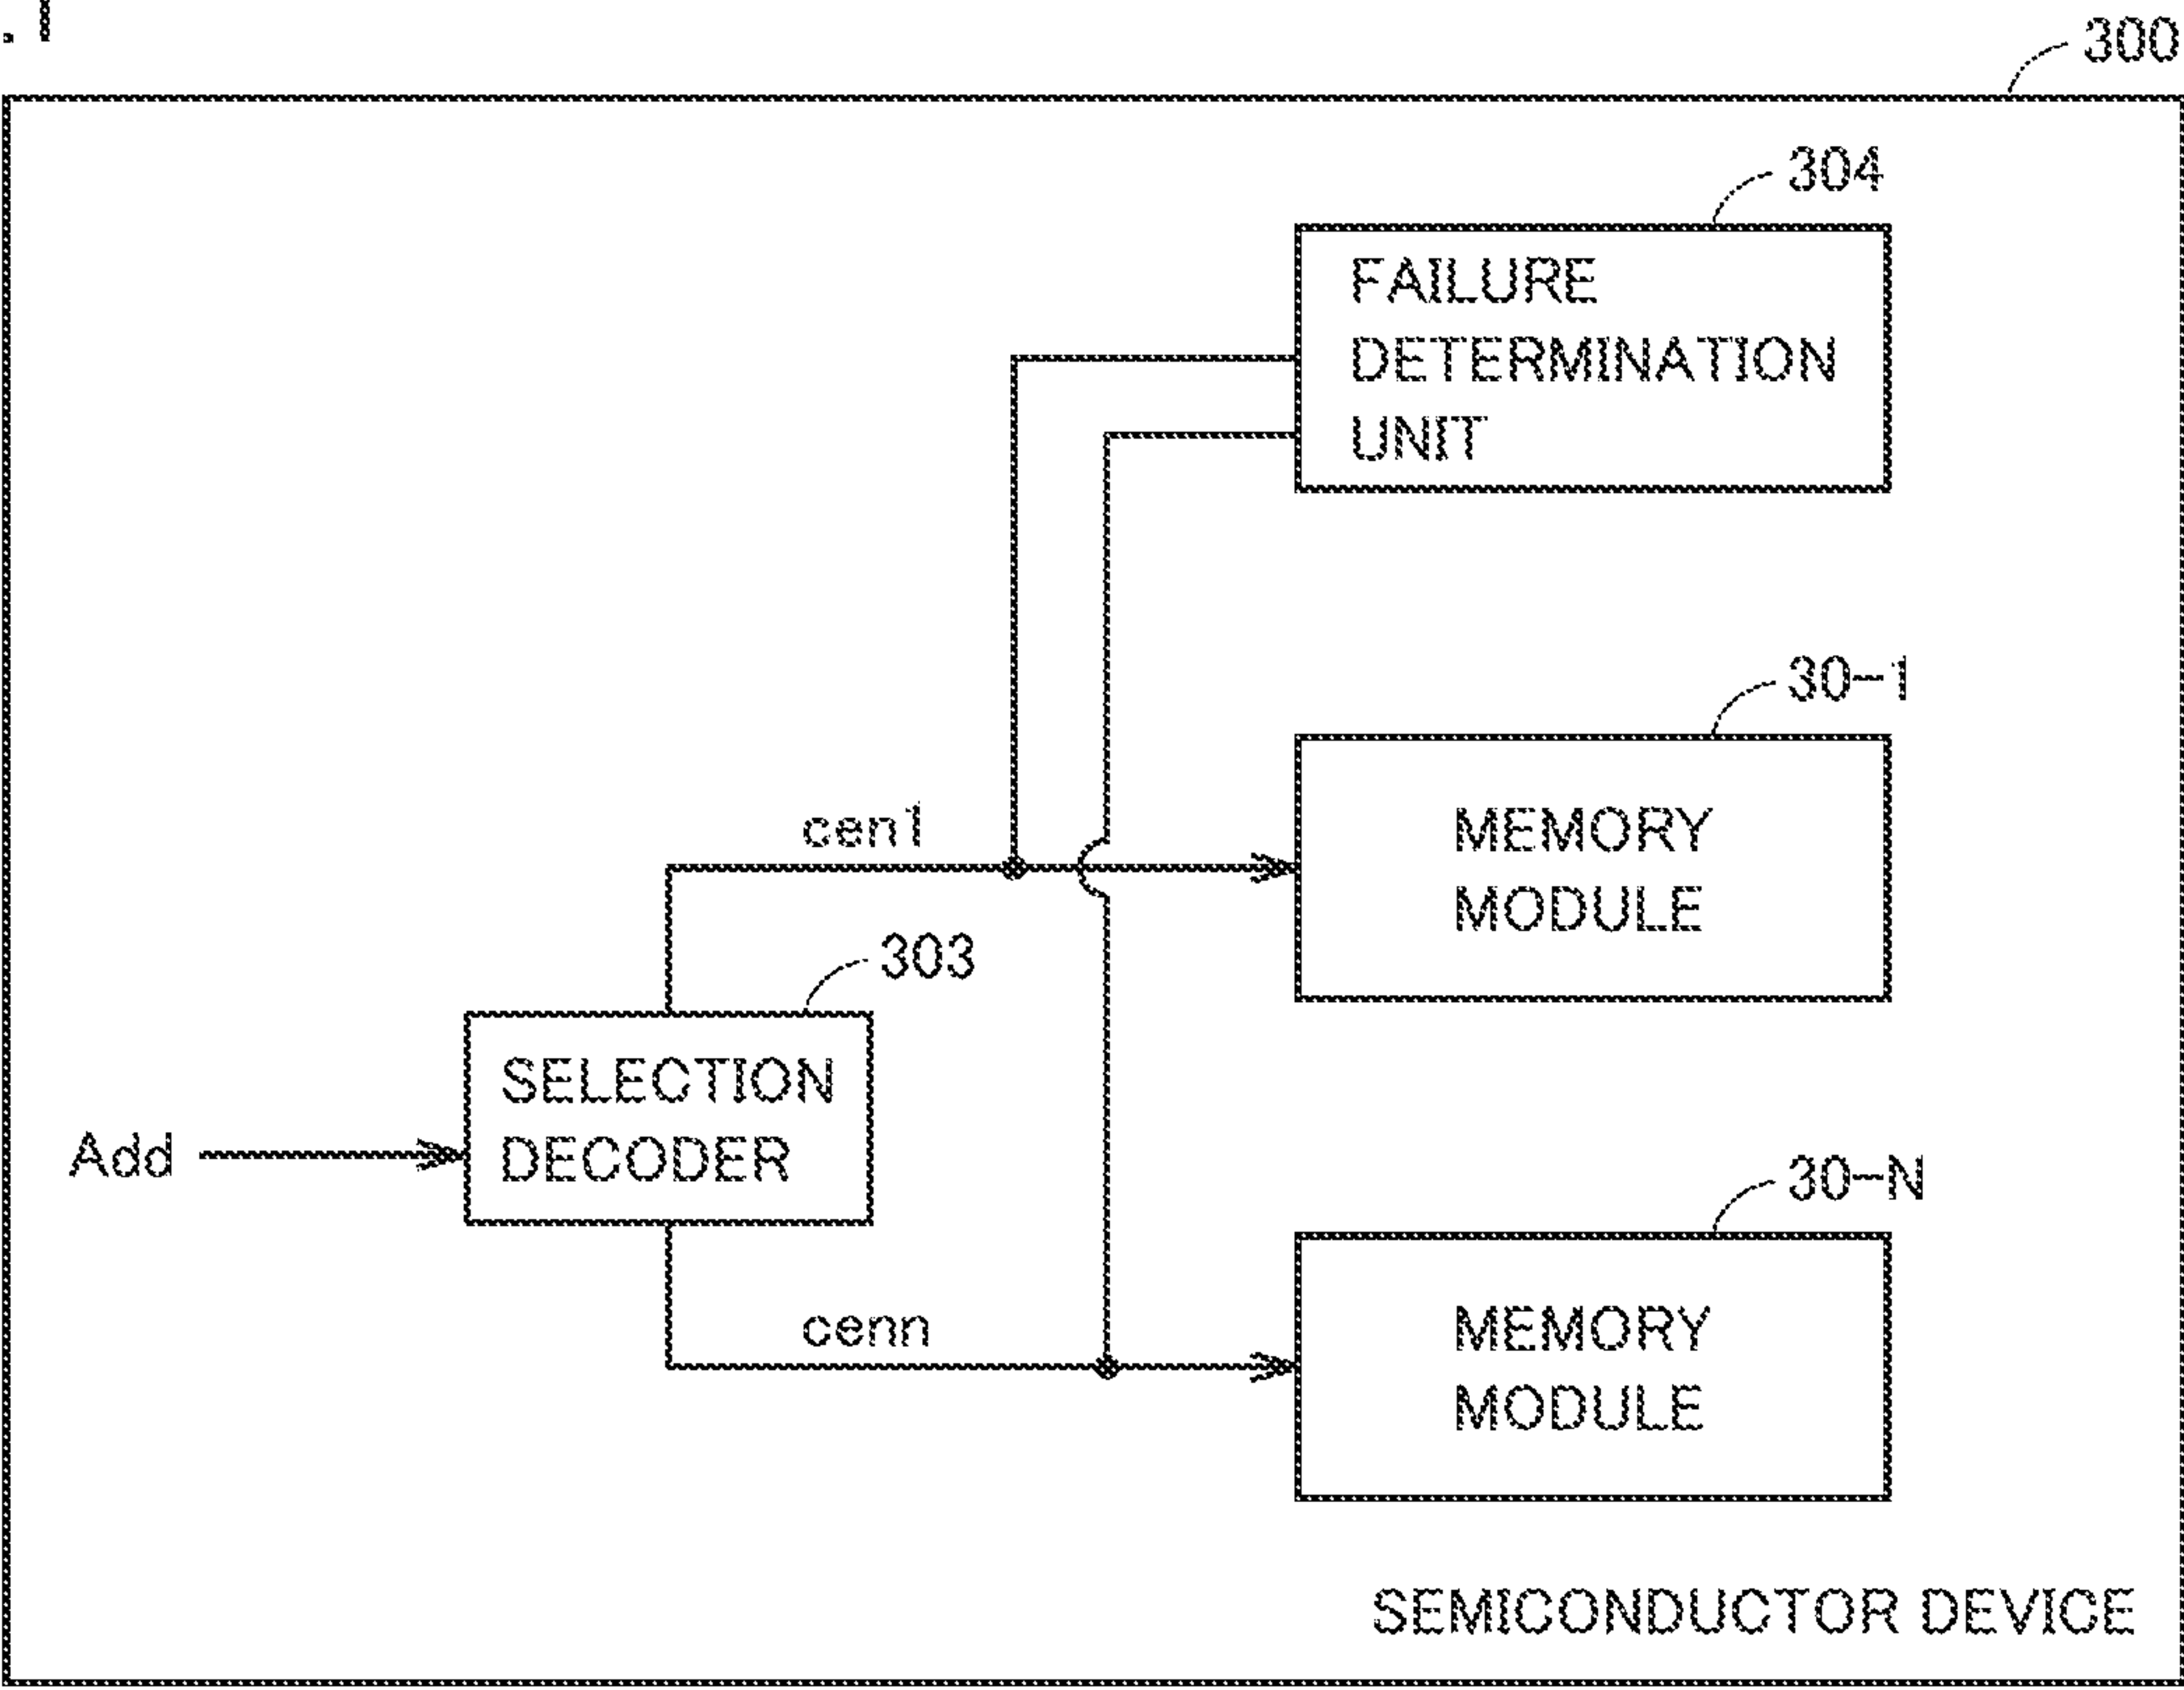 . 1
300
304
FAILURE
DETERMINATION
UNIT
30-1
cen1
MEMORY
MODULE
303
SELECTION
DECODER
Add
30-N
cenn
MEMORY
MODULE
SEMICONDUCTOR DEVICE